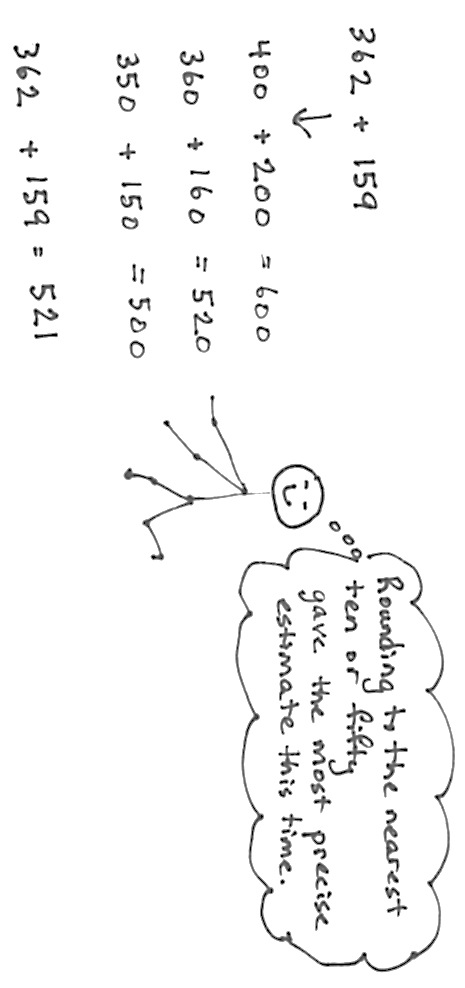 362 + 159
↓
400 + 200 = 600
360 + 160 = 520
350 + 150 = 500
362 + 159 = 521
Rounding to the nearest
ten or fifty
gave the most precise
estimate this time.